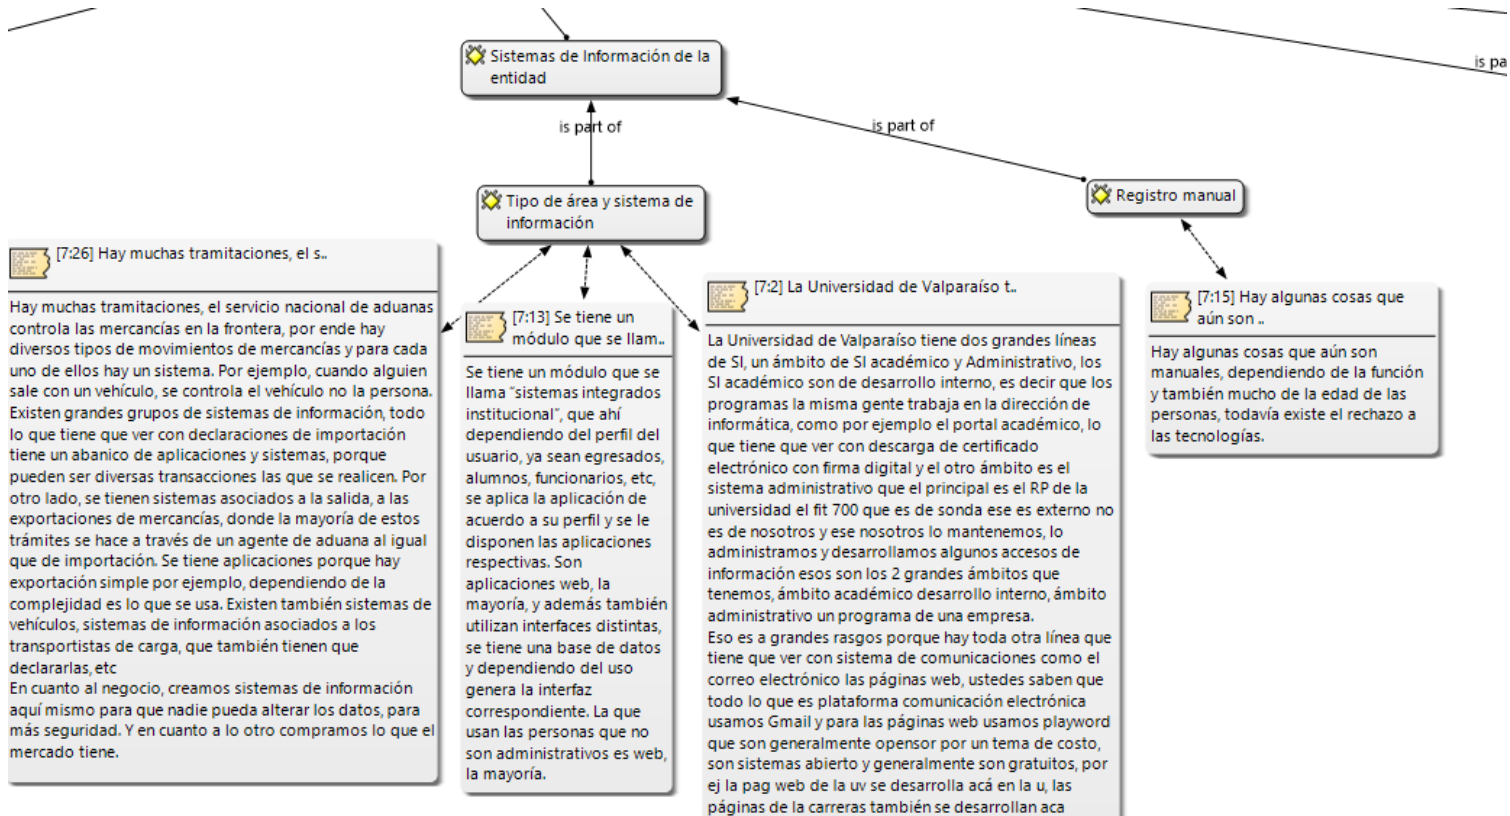 Sistemas de Información de la
entidad
is pa
is part of
is part of
Tipo de área y sistema de
información
Registro manual
[7:26] Hay muchas tramitaciones, el s..
Hay muchas tramitaciones, el servicio nacional de aduanas
controla las mercancías en la frontera, por ende hay
diversos tipos de movimientos de mercancías y para cada
uno de ellos hay un sistema. Por ejemplo, cuando alguien
sale con un vehículo, se controla el vehículo no la persona.
Existen grandes grupos de sistemas de información, todo
lo que tiene que ver con declaraciones de importación
tiene un abanico de aplicaciones y sistemas, porque
pueden ser diversas transacciones las que se realicen. Por
otro lado, se tienen sistemas asociados a la salida, a las
exportaciones de mercancías, donde la mayoría de estos
trámites se hace a través de un agente de aduana al igual
que de importación. Se tiene aplicaciones porque hay
exportación simple por ejemplo, dependiendo de la
complejidad es lo que se usa. Existen también sistemas de
vehículos, sistemas de información asociados a los
transportistas de carga, que también tienen que
declararlas, etc
En cuanto al negocio, creamos sistemas de información
aquí mismo para que nadie pueda alterar los datos, para
más seguridad. Y en cuanto a lo otro compramos lo que el
mercado tiene.
[7:13] Se tiene un
módulo que se llam..
Se tiene un módulo que se
llama "sistemas integrados
institucional", que ahí
dependiendo del perfil del
usuario, ya sean egresados,
alumnos, funcionarios, etc,
se aplica la aplicación de
acuerdo a su perfil y se le
disponen las aplicaciones
respectivas. Son
aplicaciones web, la
mayoría, y además también
utilizan interfaces distintas,
se tiene una base de datos
y dependiendo del uso
genera la interfaz
correspondiente. La que
usan las personas que no
son administrativos es web,
la mayoría.
[7:2] La Universidad de Valparaíso t..
La Universidad de Valparaíso tiene dos grandes líneas
de SI, un ámbito de SI académico y Administrativo, los
SI académico son de desarrollo interno, es decir que los
programas la misma gente trabaja en la dirección de
informática, como por ejemplo el portal académico, lo
que tiene que ver con descarga de certificado
electrónico con firma digital y el otro ámbito es el
sistema administrativo que el principal es el RP de la
universidad el fit 700 que es de sonda ese es externo no
es de nosotros y ese nosotros lo mantenemos, lo
administramos y desarrollamos algunos accesos de
información esos son los 2 grandes ámbitos que
tenemos, ámbito académico desarrollo interno, ámbito
administrativo un programa de una empresa.
Eso es a grandes rasgos porque hay toda otra línea que
tiene que ver con sistema de comunicaciones como el
correo electrónico las páginas web, ustedes saben que
todo lo que es plataforma comunicación electrónica
usamos Gmail y para las páginas web usamos playword
que son generalmente opensor por un tema de costo,
son sistemas abierto y generalmente son gratuitos, por
ej la pag web de la uv se desarrolla acá en la u, las
páginas de la carreras también se desarrollan aca
[7:15] Hay algunas cosas que
aún son ..
Hay algunas cosas que aún son
manuales, dependiendo de la función
y también mucho de la edad de las
personas, todavía existe el rechazo a
las tecnologías.